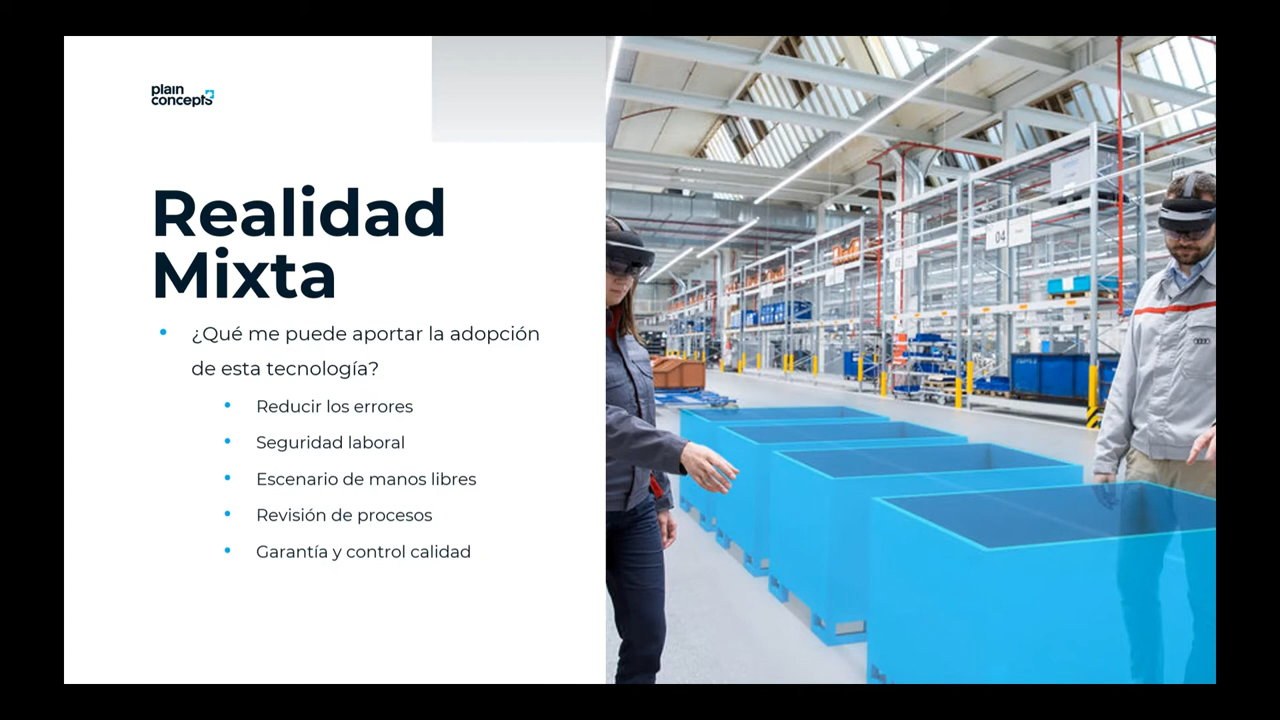 plain
concepts
Realidad
Mixta
¿Qué me puede aportar la adopción
de esta tecnología?
Reducir los errores
Seguridad laboral
Escenario de manos libres
Revisión de procesos
Garantía y control calidad
04